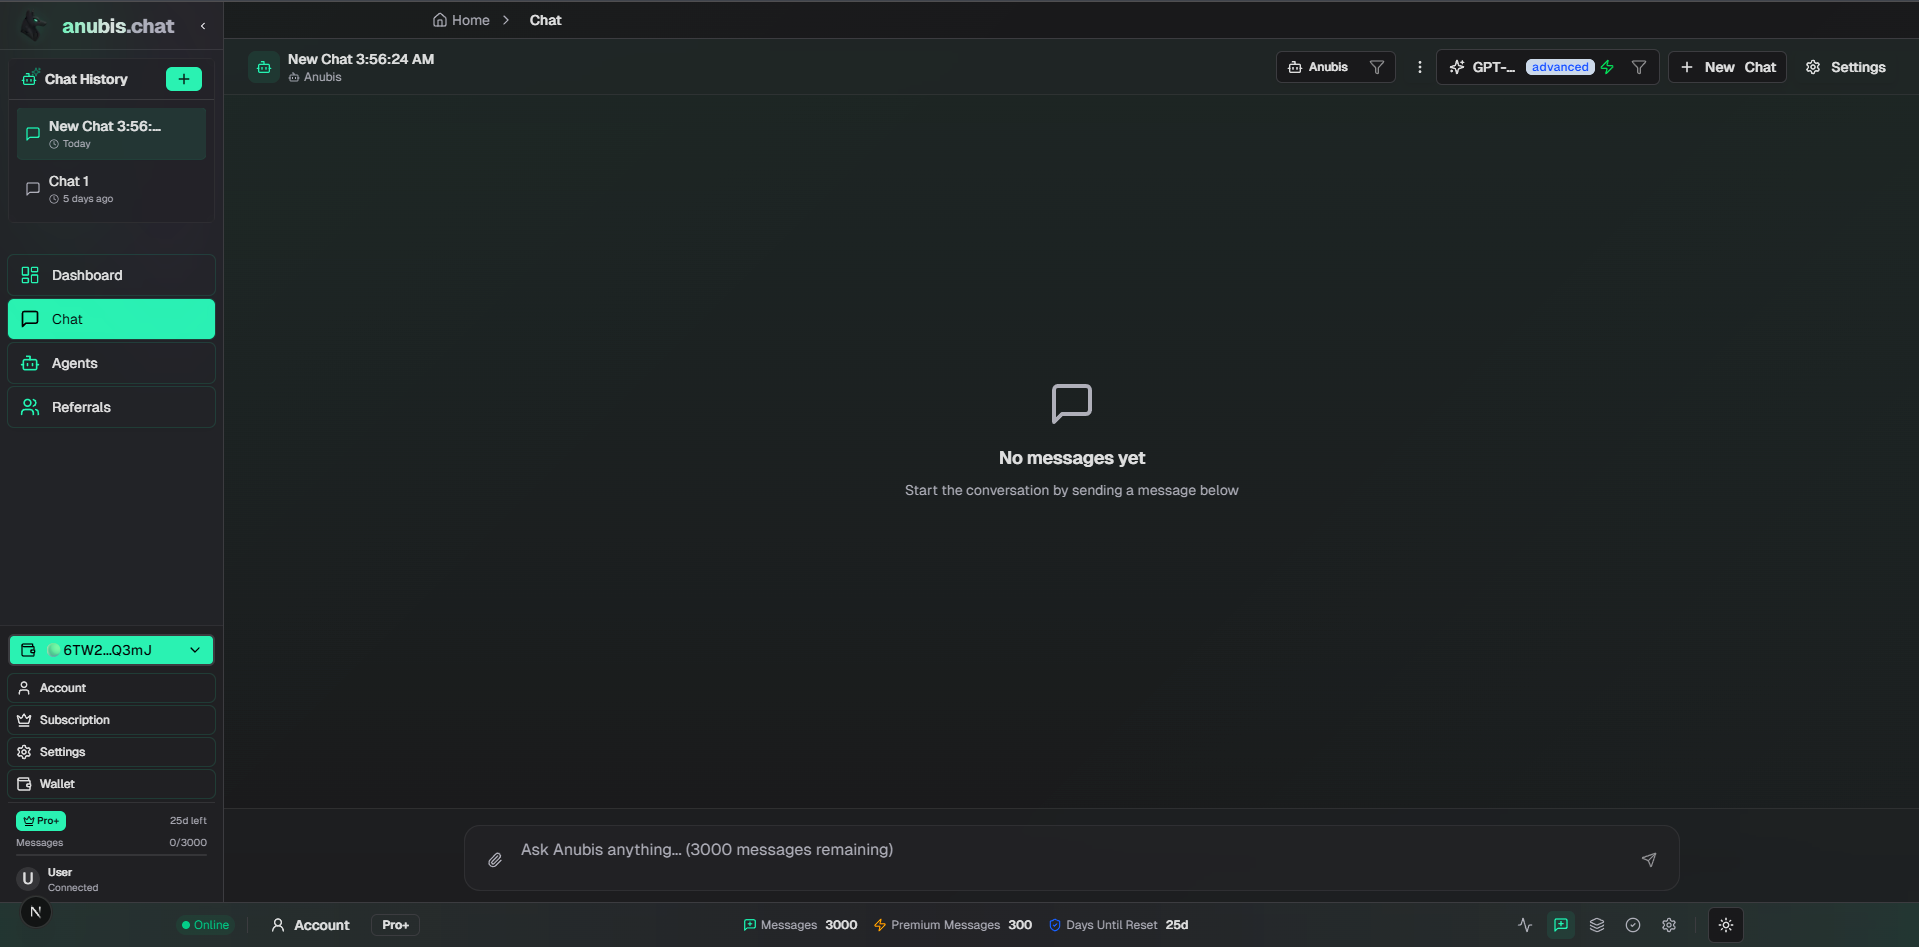 anubis.chat
Home
Chat
New Chat 3:56:24 AM
Anubis
Anubis
GPT-...
advanced
New Chat
Settings
Chat History
New Chat 3:56:...
Today
Chat 1
5 days ago
Dashboard
Chat
Agents
Referrals
No messages yet
Start the conversation by sending a message below
6TW2...Q3mJ
Account
Subscription
Settings
Wallet
Pro+
25d left
Messages
0/3000
U
User
Connected
N
Ask Anubis anything... (3000 messages remaining)
Online
Account
Pro+
Messages 3000
Premium Messages 300
Days Until Reset 25d